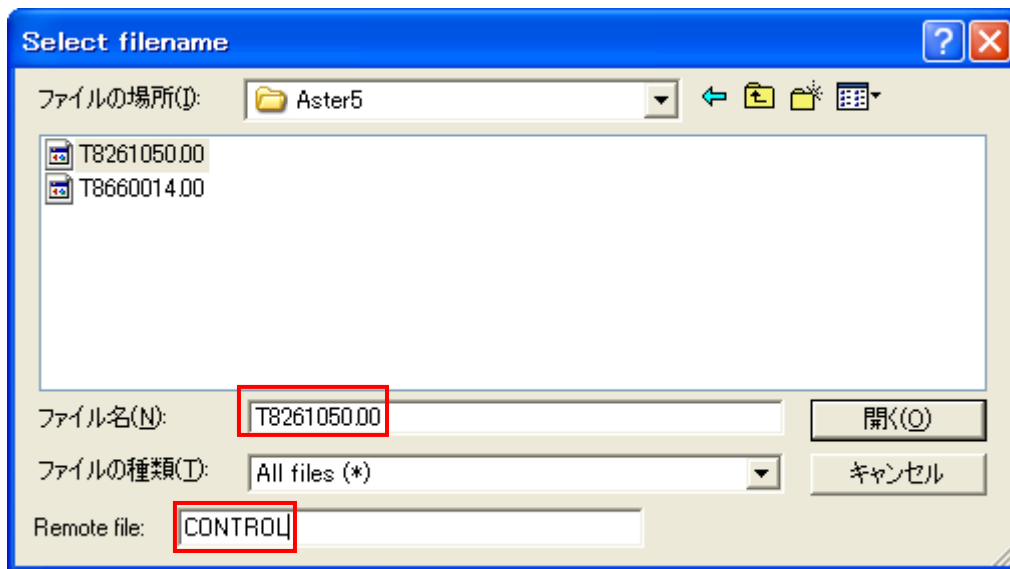 Select filename
ファイルの場所(I): Aster5
T8261050.00
T8660014.00
ファイル名(N): T8261050.00 開く(O)
ファイルの種類(T): All files (*) キャンセル
Remote file: CONTROL